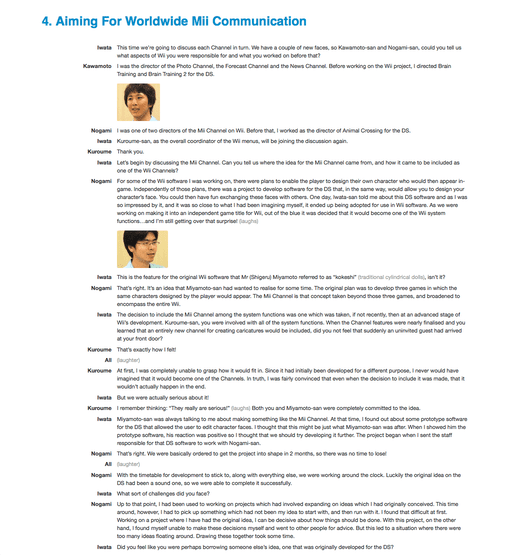 4. Aiming For Worldwide Mii Communication
Iwata This time we're going to discuss each Channel in turn. We have a couple of new faces, so Kawamoto-san and Nogami-san, could you tell us
what aspects of Wii you were responsible for and what you worked on before that?
Kawamoto I was the director of the Photo Channel, the Forecast Channel and the News Channel. Before working on the Wii project, I directed Brain
Training and Brain Training 2 for the DS.
Nogami I was one of two directors of the Mii Channel on Wii. Before that, I worked as the director of Animal Crossing for the DS.
Iwata Kuroume-san, as the overall coordinator of the Wii menus, will be joining the discussion again.
Kuroume Thank you.
Iwata Let's begin by discussing the Mii Channel. Can you tell us where the idea for the Mii Channel came from, and how it came to be included as
one of the Wii Channels?
Nogami For some of the Wii software I was working on, there were plans to enable the player to design their own character who would then appear in-
game. Independently of those plans, there was a project to develop software for the DS that, in the same way, would allow you to design your
character's face. You could then have fun exchanging these faces with others. One day, Iwata-san told me about this DS software and as I was
so impressed by it, and it was so close to what I had been imagining myself, it ended up being adopted for use in Wii software. As we were
working on making it into an independent game title for Wii, out of the blue it was decided that it would become one of the Wii system
functions...and I'm still getting over that surprise! (laughs)
Iwata This is the feature for the original Wii software that Mr (Shigeru) Miyamoto referred to as "kokeshi" (traditional cylindrical dolls), isn't it?
Nogami That's right. It's an idea that Miyamoto-san had wanted to realise for some time. The original plan was to develop three games in which the
same characters designed by the player would appear. The Mii Channel is that concept taken beyond those three games, and broadened to
encompass the entire Wii.
Iwata The decision to include the Mii Channel among the system functions was one which was taken, if not recently, then at an advanced stage of
Wii's development. Kuroume-san, you were involved with all of the system functions. When the Channel features were nearly finalised and you
learned that an entirely new channel for creating caricatures would be included, did you not feel that suddenly an uninvited guest had arrived
at your front door?
Kuroume That's exactly how I felt!
All (laughter)
Kuroume At first, I was completely unable to grasp how it would fit in. Since it had initially been developed for a different purpose, I never would have
imagined that it would become one of the Channels. In truth, I was fairly convinced that even when the decision to include it was made, that it
wouldn't actually happen in the end.
Iwata But we were actually serious about it!
Kuroume I remember thinking: "They really are serious!" (laughs) Both you and Miyamoto-san were completely committed to the idea.
Iwata Miyamoto-san was always talking to me about making something like the Mii Channel. At that time, I found out about some prototype software
for the DS that allowed the user to edit character faces. I thought that this might be just what Miyamoto-san was after. When I showed him the
prototype software, his reaction was positive so I thought that we should try developing it further. The project began when I sent the staff
responsible for that DS software to work with Nogami-san.
Nogami That's right. We were basically ordered to get the project into shape in 2 months, so there was no time to lose!
All (laughter)
Nogami With the timetable for development to stick to, along with everything else, we were working around the clock. Luckily the original idea on the
DS had been a sound one, so we were able to complete it successfully.
Iwata What sort of challenges did you face?
Nogami Up to that point, I had been used to working on projects which had involved expanding on ideas which I had originally conceived. This time
around, however, I had to pick up something which had not been my idea to start with, and then run with it. I found that difficult at first.
Working on a project where I have had the original idea, I can be decisive about how things should be done. With this project, on the other
hand, I found myself unable to make these decisions myself and went to other people for advice. But this led to a situation where there were
too many ideas floating around. Drawing these together took some time.
Iwata Did you feel like you were perhaps borrowing someone else's idea, one that was originally developed for the DS?